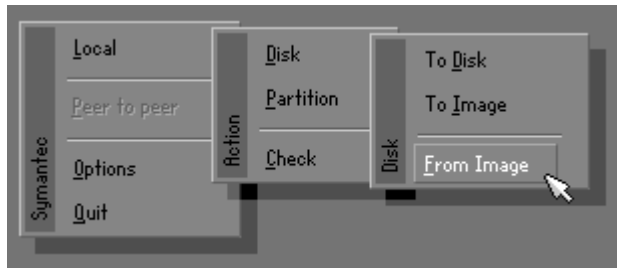 Symantec
Local
Peer to peer
Options
Quit
Action
Disk
Partition
Check
Disk
To Disk
To Image
From Image